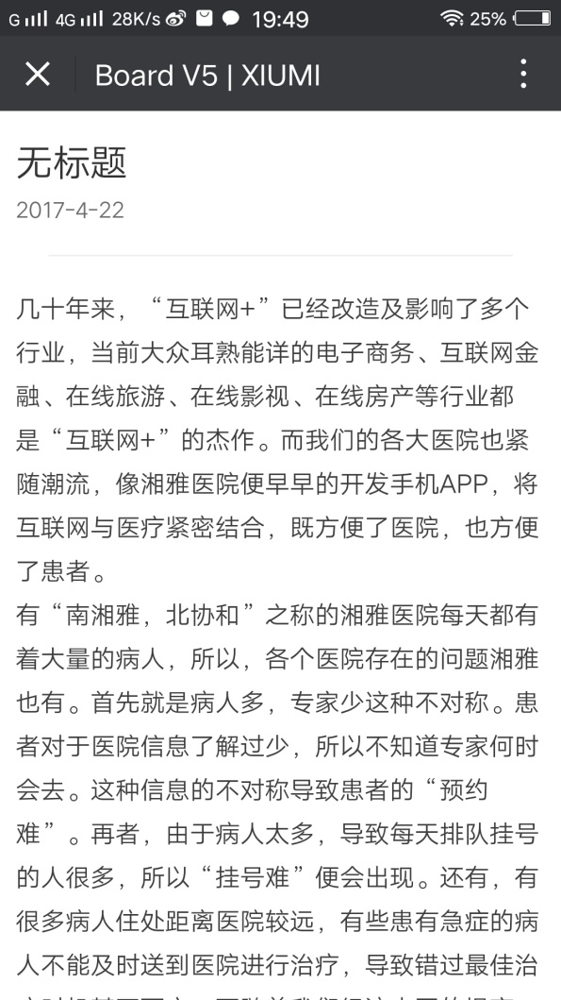 G 4G 28K/s 19:49 25%
Board V5 | XIUMI
无标题
2017-4-22
几十年来，“互联网+”已经改造及影响了多个
行业，当前大众耳熟能详的电子商务、互联网金
融、在线旅游、在线影视、在线房产等行业都
是“互联网+”的杰作。而我们的各大医院也紧
随潮流，像湘雅医院便早早的开发手机APP，将
互联网与医疗紧密结合，既方便了医院，也方便
了患者。
有“南湘雅，北协和”之称的湘雅医院每天都有
着大量的病人，所以，各个医院存在的问题湘雅
也有。首先就是病人多，专家少这种不对称。患
者对于医院信息了解过少，所以不知道专家何时
会去。这种信息的不对称导致患者的“预约
难”。再者，由于病人太多，导致每天排队挂号
的人很多，所以“挂号难”便会出现。还有，有
很多病人住处距离医院较远，有些患有急症的病
人不能及时送到医院进行治疗，导致错过最佳治